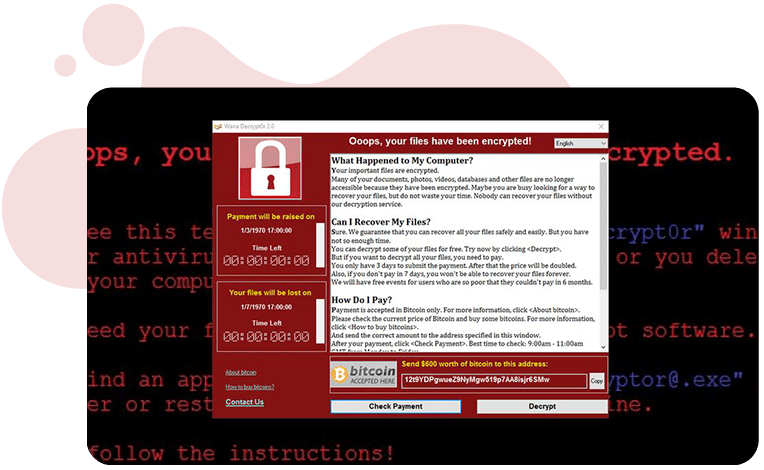 Wana Decrypt0r 2.0
Ooops, your files have been encrypted!
English
Payment will be raised on
1/3/1970 17:00:00
Time Left
00:00:00:00
Your files will be lost on
1/7/1970 17:00:00
Time Left
00:00:00:00
About bitcoin
How to buy bitcoins?
Contact Us
What Happened to My Computer?
Your important files are encrypted.
Many of your documents, photos, videos, databases and other files are no longer
accessible because they have been encrypted. Maybe you are busy looking for a way to
recover your files, but do not waste your time. Nobody can recover your files without
our decryption service.
Can I Recover My Files?
Sure. We guarantee that you can recover all your files safely and easily. But you have
not so enough time.
You can decrypt some of your files for free. Try now by clicking <Decrypt>.
But if you want to decrypt all your files, you need to pay.
You only have 3 days to submit the payment. After that the price will be doubled.
Also, if you don't pay in 7 days, you won't be able to recover your files forever.
We will have free events for users who are so poor that they couldn't pay in 6 months.
How Do I Pay?
Payment is accepted in Bitcoin only. For more information, click <About bitcoin>.
Please check the current price of Bitcoin and buy some bitcoins. For more information,
click <How to buy bitcoins>.
And send the correct amount to the address specified in this window.
After your payment, click <Check Payment>. Best time to check: 9:00am - 11:00am
GMT from Monday to Friday.
bitcoin
ACCEPTED HERE
Send $600 worth of bitcoin to this address:
12t9YDPgwueZ9NyMgw519p7AA8isjr6SMw
Copy
Check Payment
Decrypt
ops, you crypted.
ee this te crypt0r" win
r antivirus or you dele
your compu
eed your f pt software.
ind an app yptor@.exe"
er or rest ine.
follow the instructions!